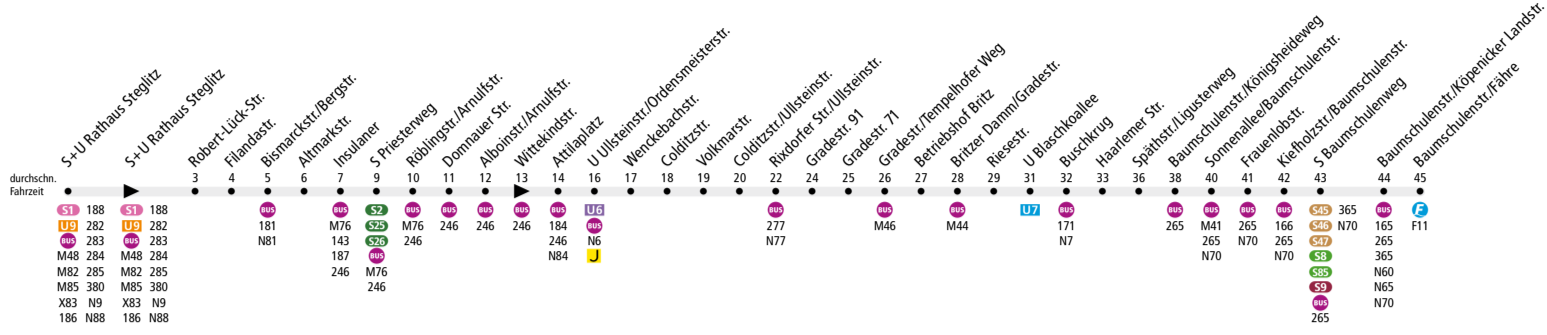 S+U Rathaus Steglitz
S+U Rathaus Steglitz
Robert-Lück-Str.
Filandastr.
Bismarckstr./Bergstr.
Altmarkstr.
Insulaner
S Priesterweg
Röblingstr./Arnulfstr.
Domnauer Str.
Alboinstr./Arnulfstr.
Wittekindstr.
Attilaplatz
U Ullsteinstr./Ordensmeisterstr.
Wenckebachstr.
Colditzstr.
Volkmarstr.
Colditzstr./Ullsteinstr.
Rixdorfer Str./Ullsteinstr.
Gradestr. 91
Gradestr. 71
Gradestr./Tempelhofer Weg
Betriebshof Britz
Britzer Damm/Gradestr.
Riesestr.
U Blaschkoallee
Buschkrug
Haarlemer Str.
Späthstr./Ligusterweg
Baumschulenstr./Königsheideweg
Sonnenallee/Baumschulenstr.
Frauenlobstr.
Kiefholzstr./Baumschulenstr.
S Baumschulenweg
Baumschulenstr./Köpenicker Landstr.
Baumschulenstr./Fähre
durchschn. 3 4 5 6 7 9 10 11 12 13 14 16 17 18 19 20 22 24 25 26 27 28 29 31 32 33 36 38 40 41 42 43 44 45
Fahrzeit
S1 188 S1 188 BUS BUS S2 BUS BUS BUS BUS BUS U6 BUS BUS BUS U7 BUS BUS BUS BUS BUS S45 365 BUS F
U9 282 U9 282 181 M76 S25 M76 246 246 246 184 BUS 277 M46 M44 171 265 M41 265 166 S46 N70 165 F11
BUS 283 BUS 283 N81 143 S26 246 246 N6 N77 N7 265 N70 265 S47 265
M48 284 M48 284 187 BUS N84 J N70 N70 S8 365
M82 285 M82 285 246 M76 S85 N60
M85 380 M85 380 246 S9 N65
X83 N9 X83 N9 BUS N70
186 N88 186 N88 265